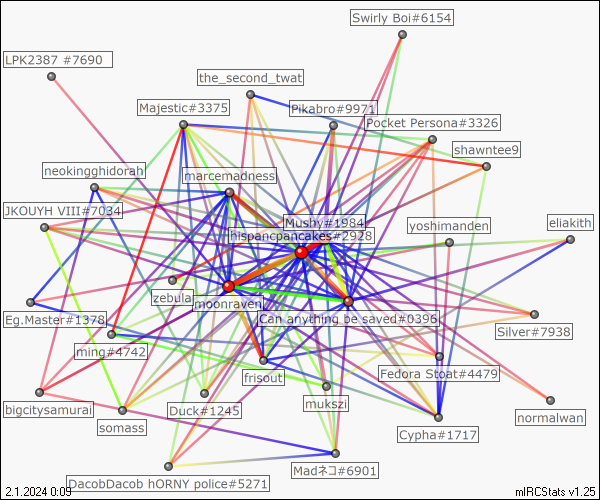 Swirly Boi#6154
LPK2387 #7690
the_second_twat
Majestic#3375
Pikabro#9971
Pocket Persona#3326
shawntee9
neokingghidorah
marcemadness
JKOUYH VIII#7034
Mushy#1984
yoshimanden
eliakith
hispancpancakes#2928
zebula
moonraven
Eg.Master#1378
Can anything be saved#0396
Silver#7938
ming#4742
frisout
Fedora Stoat#4479
bigcitysamurai
Duck#1245
mukszi
normalwan
somass
Cypha#1717
DacobDacob hORNY police#5271
Madネコ#6901
2.1.2024 0:09
mIRCStats v1.25